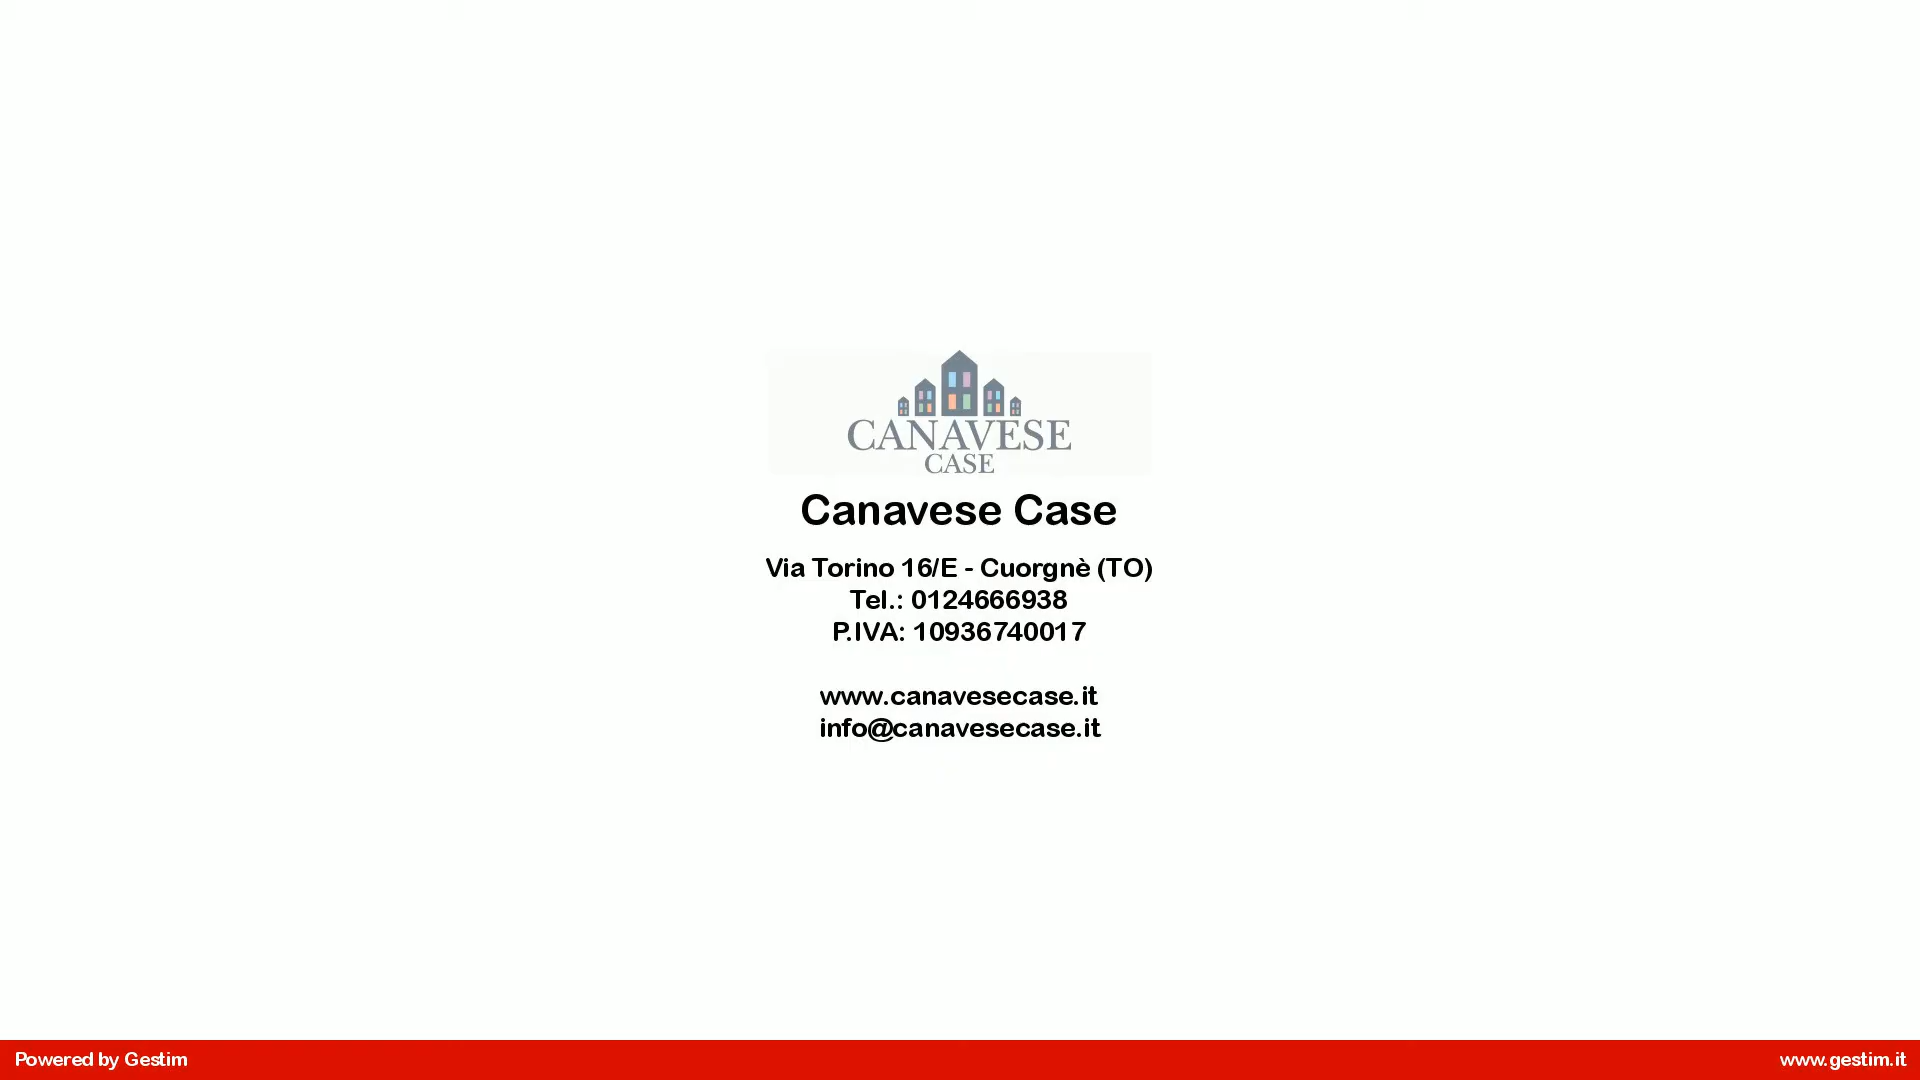 CANAVESE
CASE
Canavese Case
Via Torino 16/E - Cuorgnè (TO)
Tel.: 0124666938
P.IVA: 10936740017
www.canavesecase.it
info@canavesecase.it
Powered by Gestim
www.gestim.it